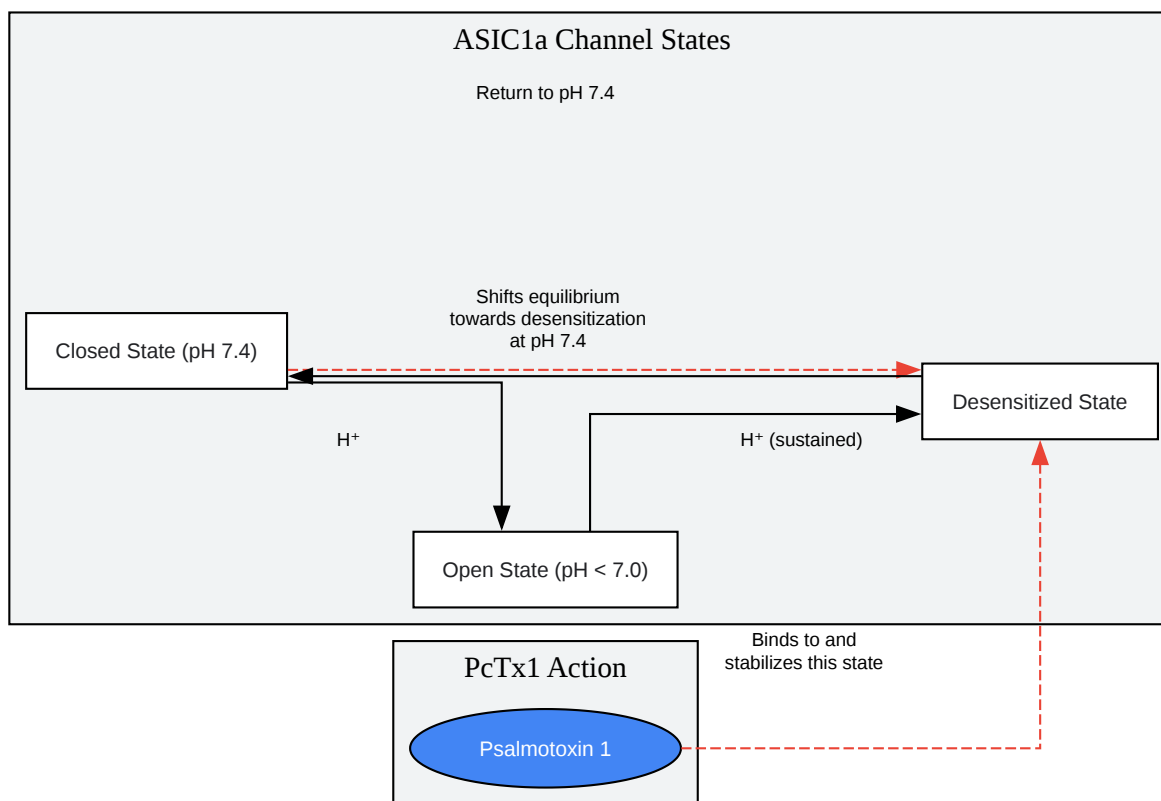 ASIC1a Channel States
Return to pH 7.4
Shifts equilibrium
towards desensitization
at pH 7.4
Closed State (pH 7.4)
Desensitized State
H⁺
H⁺ (sustained)
Open State (pH < 7.0)
Binds to and
stabilizes this state
PcTx1 Action
Psalmotoxin 1